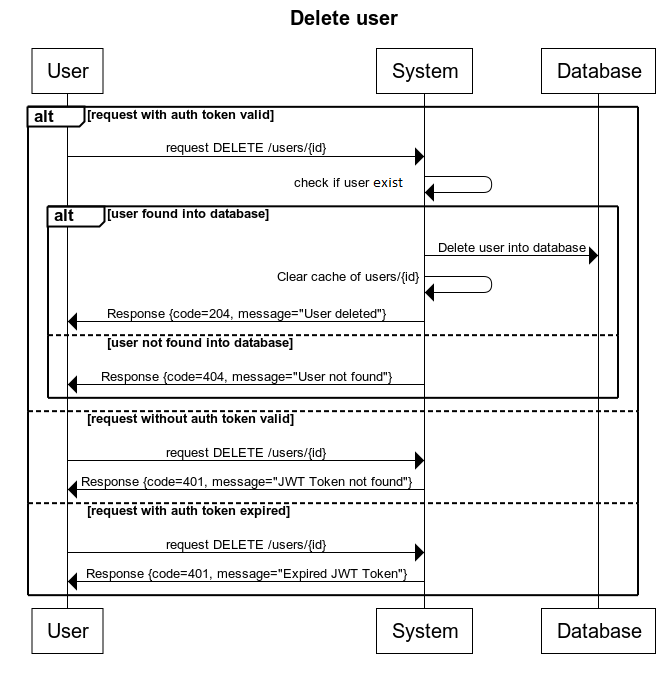 Delete user
User System Database
alt [request with auth token valid]
request DELETE /users/{id}
check if user exist
alt [user found into database]
Delete user into database
Clear cache of users/{id}
Response {code=204, message="User deleted"}
[user not found into database]
Response {code=404, message="User not found"}
[request without auth token valid]
request DELETE /users/{id}
Response {code=401, message="JWT Token not found"}
[request with auth token expired]
request DELETE /users/{id}
Response {code=401, message="Expired JWT Token"}
User System Database